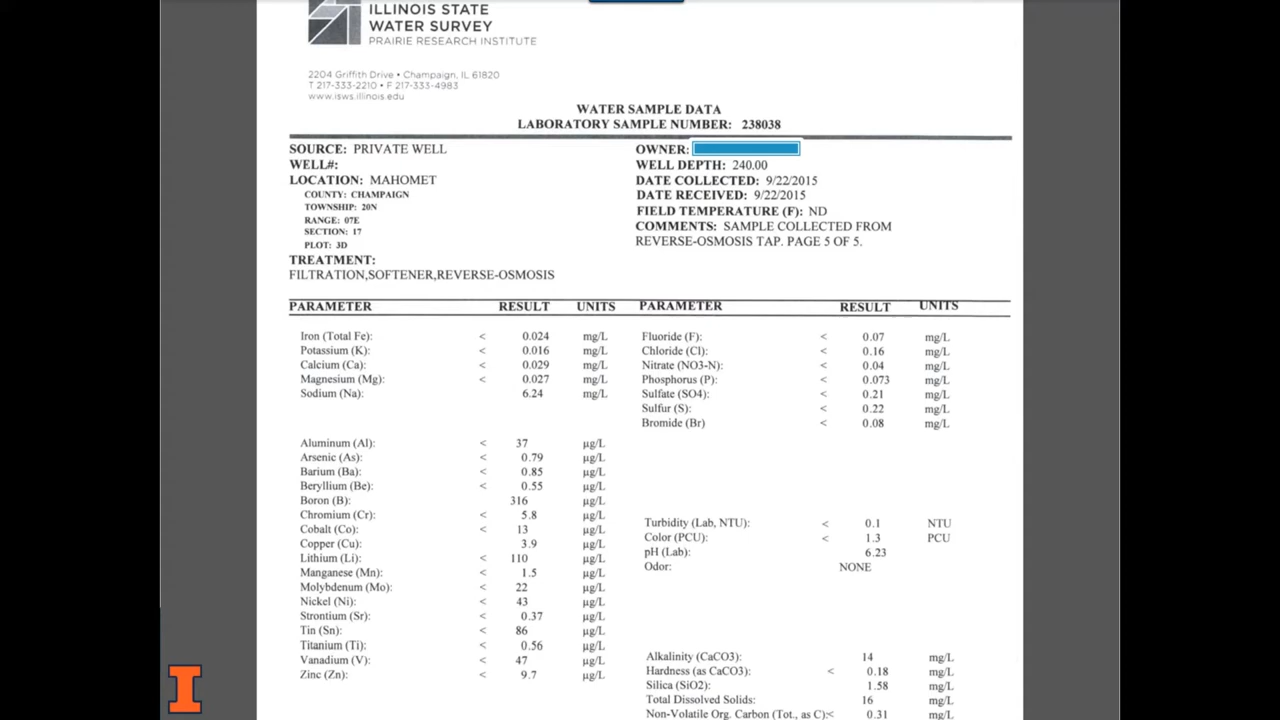 ILLINOIS STATE
WATER SURVEY
PRAIRIE RESEARCH INSTITUTE
2204 Griffith Drive • Champaign, IL 61820
T 217-333-2210 • F 217-333-4983
www.isws.illinois.edu
WATER SAMPLE DATA
LABORATORY SAMPLE NUMBER: 238038
SOURCE: PRIVATE WELL
WELL#:
LOCATION: MAHOMET
COUNTY: CHAMPAIGN
TOWNSHIP: 20N
RANGE: 07E
SECTION: 17
PLOT: 3D
TREATMENT:
FILTRATION,SOFTENER,REVERSE-OSMOSIS
OWNER:
WELL DEPTH: 240.00
DATE COLLECTED: 9/22/2015
DATE RECEIVED: 9/22/2015
FIELD TEMPERATURE (F): ND
COMMENTS: SAMPLE COLLECTED FROM
REVERSE-OSMOSIS TAP. PAGE 5 OF 5.
PARAMETER RESULT UNITS
Iron (Total Fe): < 0.024 mg/L
Potassium (K): < 0.016 mg/L
Calcium (Ca): < 0.029 mg/L
Magnesium (Mg): < 0.027 mg/L
Sodium (Na): 6.24 mg/L
Aluminum (Al): < 37 µg/L
Arsenic (As): < 0.79 µg/L
Barium (Ba): < 0.85 µg/L
Beryllium (Be): < 0.55 µg/L
Boron (B): 316 µg/L
Chromium (Cr): < 5.8 µg/L
Cobalt (Co): < 13 µg/L
Copper (Cu): 3.9 µg/L
Lithium (Li): < 110 µg/L
Manganese (Mn): < 1.5 µg/L
Molybdenum (Mo): < 22 µg/L
Nickel (Ni): < 43 µg/L
Strontium (Sr): < 0.37 µg/L
Tin (Sn): < 86 µg/L
Titanium (Ti): < 0.56 µg/L
Vanadium (V): < 47 µg/L
Zinc (Zn): < 9.7 µg/L
PARAMETER RESULT UNITS
Fluoride (F): < 0.07 mg/L
Chloride (Cl): < 0.16 mg/L
Nitrate (NO3-N): < 0.04 mg/L
Phosphorus (P): < 0.073 mg/L
Sulfate (SO4): < 0.21 mg/L
Sulfur (S): < 0.22 mg/L
Bromide (Br) < 0.08 mg/L
Turbidity (Lab, NTU): < 0.1 NTU
Color (PCU): < 1.3 PCU
pH (Lab): 6.23
Odor: NONE
Alkalinity (CaCO3): 14 mg/L
Hardness (as CaCO3): < 0.18 mg/L
Silica (SiO2): 1.58 mg/L
Total Dissolved Solids: 16 mg/L
Non-Volatile Org. Carbon (Tot., as C):< 0.31 mg/L
I